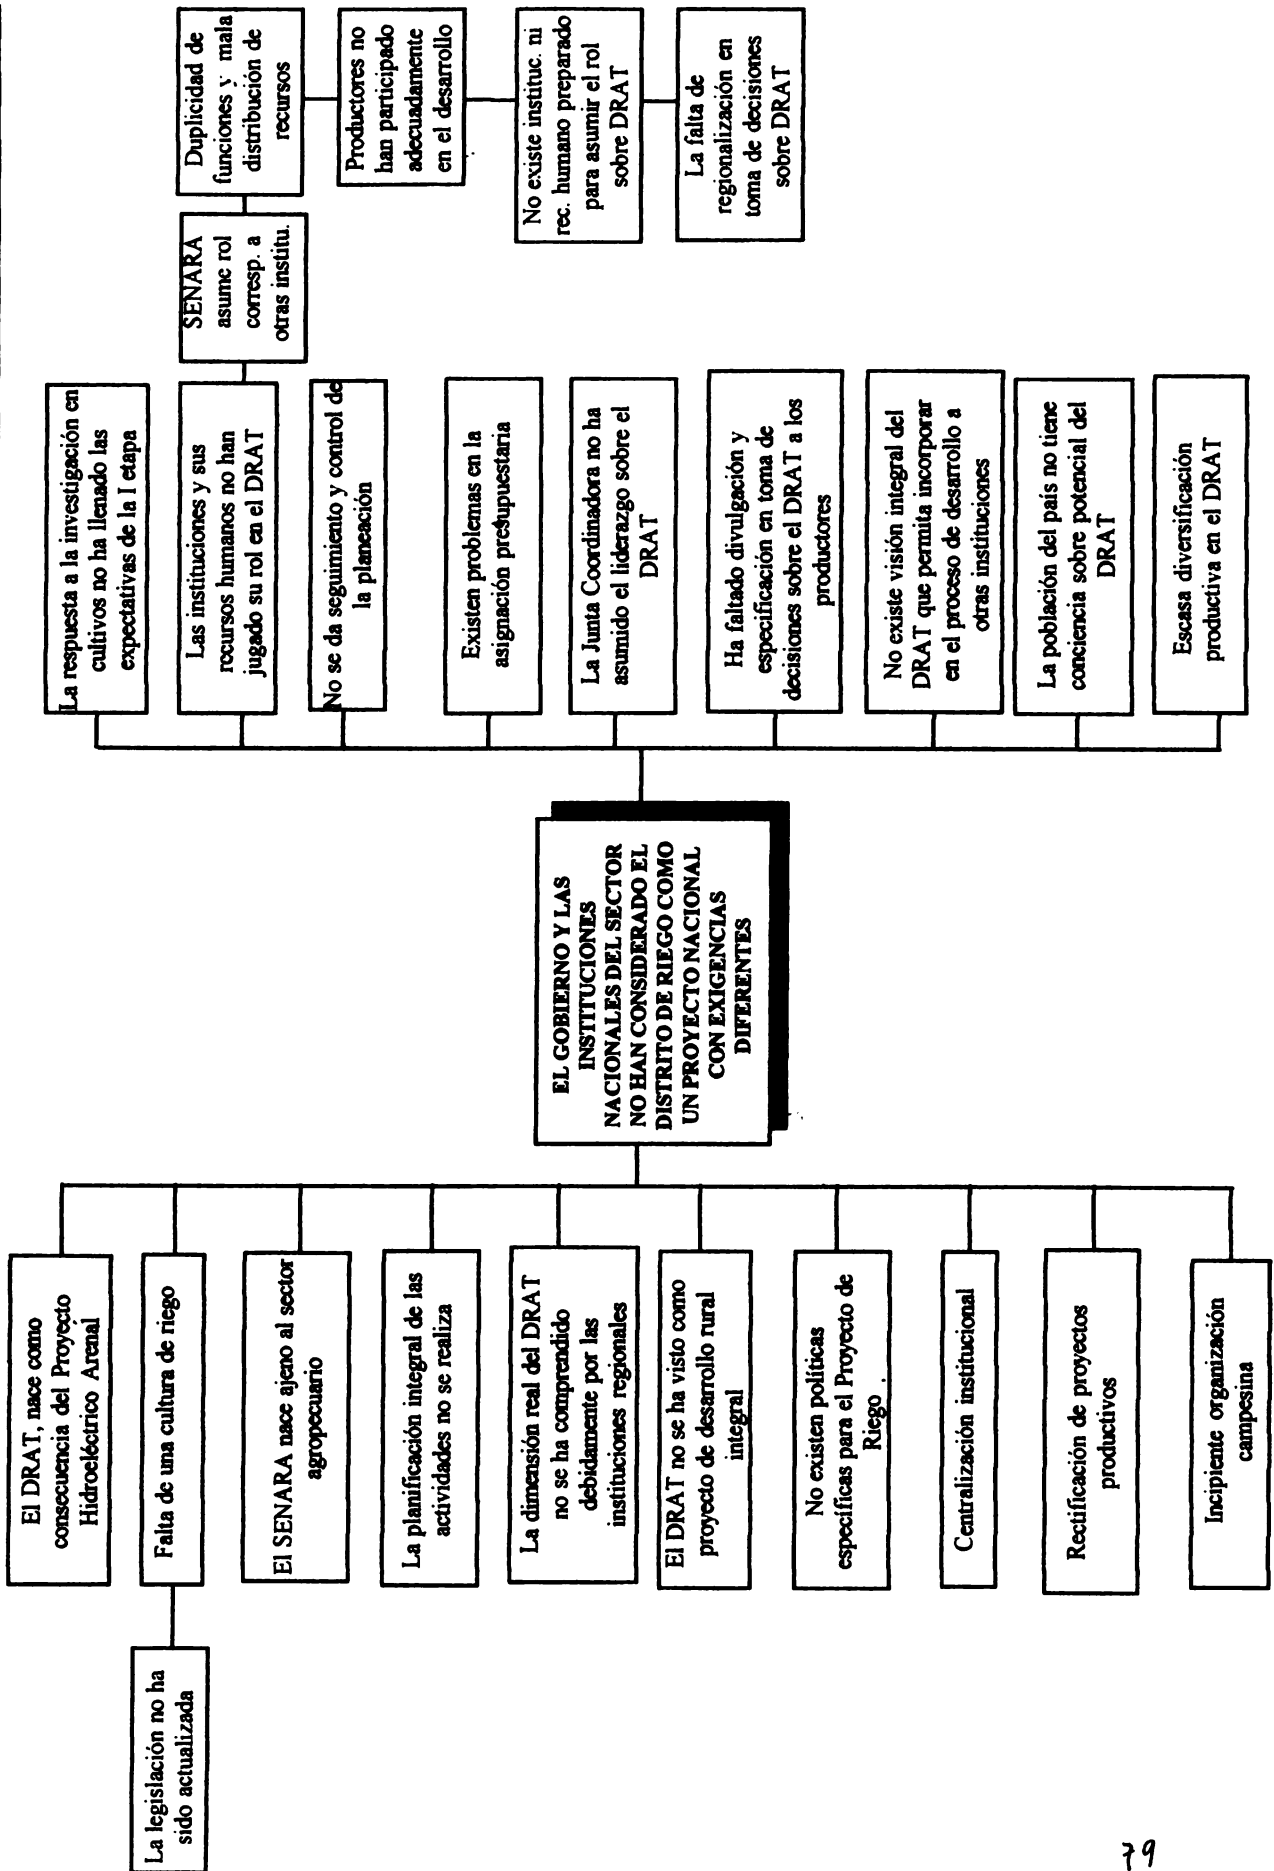 La legislación no ha
sido actualizada
El DRAT, nace como
consecuencia del Proyecto
Hidroeléctrico Arenal
Falta de una cultura de riego
El SENARA nace ajeno al sector
agropecuario
La planificación integral de las
actividades no se realiza
La dimensión real del DRAT
no se ha comprendido
debidamente por las
instituciones regionales
El DRAT no se ha visto como
proyecto de desarrollo rural
integral
No existen políticas
específicas para el Proyecto de
Riego
Centralización institucional
Rectificación de proyectos
productivos
Incipiente organización
campesina
EL GOBIERNO Y LAS
INSTITUCIONES
NACIONALES DEL SECTOR
NO HAN CONSIDERADO EL
DISTRITO DE RIEGO COMO
UN PROYECTO NACIONAL
CON EXIGENCIAS
DIFERENTES
La respuesta a la investigación en
cultivos no ha llenado las
expectativas de la I etapa
Las instituciones y sus
recursos humanos no han
jugado su rol en el DRAT
No se da seguimiento y control de
la planeación
Existen problemas en la
asignación presupuestaria
La Junta Coordinadora no ha
asumido el liderazgo sobre el
DRAT
Ha faltado divulgación y
especificación en toma de
decisiones sobre el DRAT a los
productores
No existe visión integral del
DRAT que permita incorporar
en el proceso de desarrollo a
otras instituciones
La población del país no tiene
conciencia sobre potencial del
DRAT
Escasa diversificación
productiva en el DRAT
SENARA
asume rol
corresp. a
otras institu.
Duplicidad de
funciones y mala
distribución de
recursos
Productores no
han participado
adecuadamente
en el desarrollo
No existe instituc. ni
rec. humano preparado
para asumir el rol
sobre DRAT
La falta de
regionalización en
toma de decisiones
sobre DRAT
79